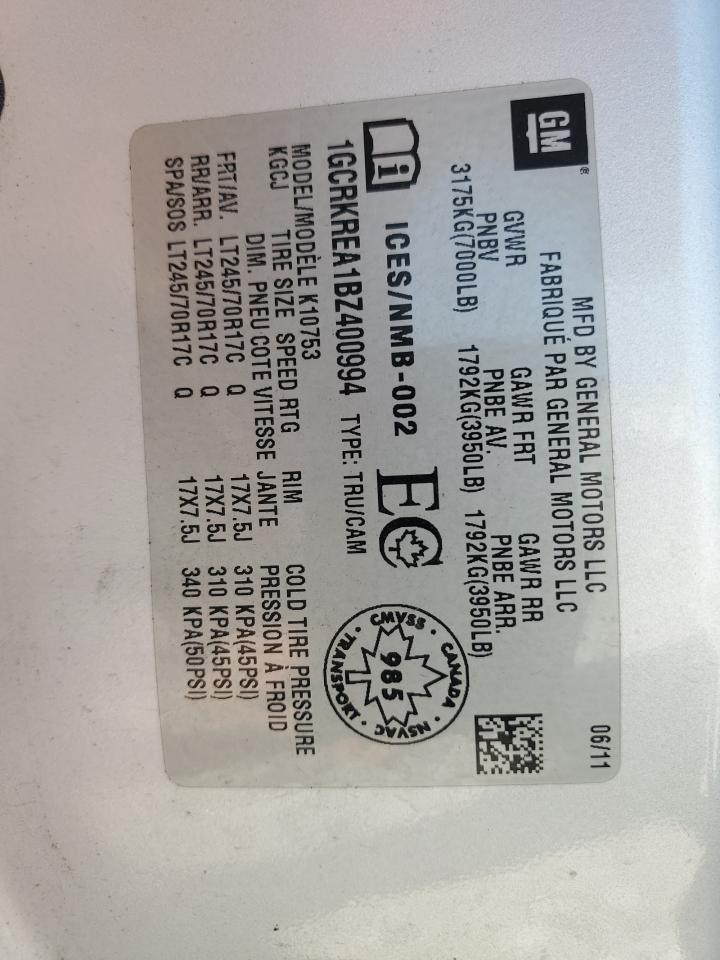 GM
MFD BY GENERAL MOTORS LLC 06/11
FABRIQUÉ PAR GENERAL MOTORS LLC
GVWR GAWR FRT GAWR RR
PNBV PNBE AV. PNBE ARR.
3175KG(7000LB) 1792KG(3950LB) 1792KG(3950LB)
i ICES/NMB-002 EC
CANADA · CMVSS · TRANSPORT · NSVAC
985
1GCRKREA1BZ400994 TYPE: TRU/CAM
MODEL/MODÈLE K10753
KGCJ TIRE SIZE SPEED RTG RIM COLD TIRE PRESSURE
DIM. PNEU COTE VITESSE JANTE PRESSION À FROID
FRT/AV. LT245/70R17C Q 17X7.5J 310 KPA(45PSI)
RR/ARR. LT245/70R17C Q 17X7.5J 310 KPA(45PSI)
SPA/SOS LT245/70R17C Q 17X7.5J 340 KPA(50PSI)